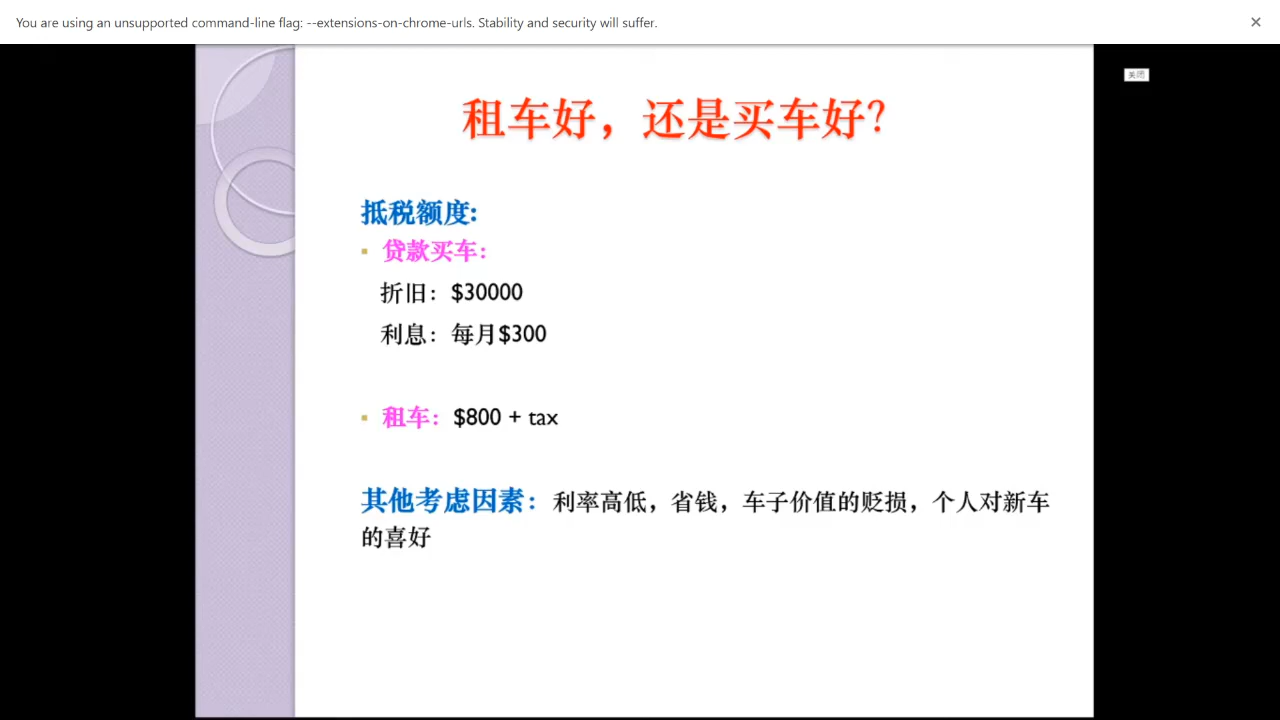 You are using an unsupported command-line flag: --extensions-on-chrome-urls. Stability and security will suffer.
关闭
租车好，还是买车好？
抵税额度:
贷款买车：
折旧：$30000
利息：每月$300
租车：$800 + tax
其他考虑因素：利率高低，省钱，车子价值的贬损，个人对新车
的喜好